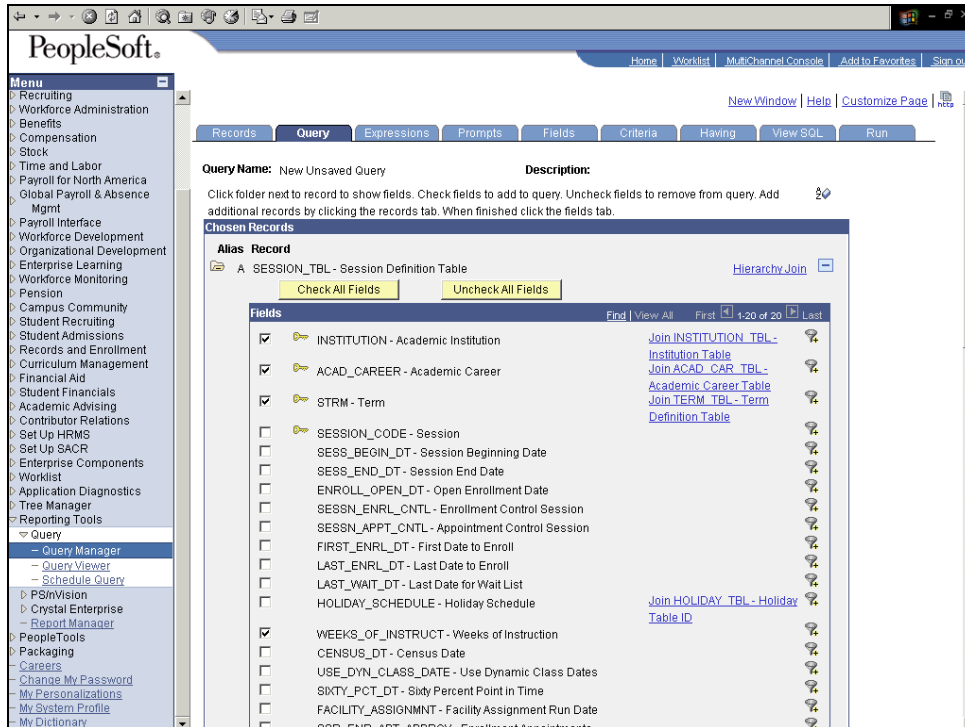 PeopleSoft.
Home | Worklist | MultiChannel Console | Add to Favorites | Sign ou
Menu
Recruiting
Workforce Administration
Benefits
Compensation
Stock
Time and Labor
Payroll for North America
Global Payroll & Absence
Mgmt
Payroll Interface
Workforce Development
Organizational Development
Enterprise Learning
Workforce Monitoring
Pension
Campus Community
Student Recruiting
Student Admissions
Records and Enrollment
Curriculum Management
Financial Aid
Student Financials
Academic Advising
Contributor Relations
Set Up HRMS
Set Up SACR
Enterprise Components
Worklist
Application Diagnostics
Tree Manager
Reporting Tools
Query
– Query Manager
– Query Viewer
– Schedule Query
PS/nVision
Crystal Enterprise
– Report Manager
PeopleTools
Packaging
– Careers
– Change My Password
– My Personalizations
– My System Profile
– My Dictionary
New Window | Help | Customize Page | http
Records Query Expressions Prompts Fields Criteria Having View SQL Run
Query Name: New Unsaved Query Description:
Click folder next to record to show fields. Check fields to add to query. Uncheck fields to remove from query. Add
additional records by clicking the records tab. When finished click the fields tab.
Chosen Records
Alias Record
A SESSION_TBL - Session Definition Table Hierarchy Join
Check All Fields Uncheck All Fields
Fields Find | View All First 1-20 of 20 Last
INSTITUTION - Academic Institution Join INSTITUTION_TBL -
Institution Table
ACAD_CAREER - Academic Career Join ACAD_CAR_TBL -
Academic Career Table
STRM - Term Join TERM_TBL - Term
Definition Table
SESSION_CODE - Session
SESS_BEGIN_DT - Session Beginning Date
SESS_END_DT - Session End Date
ENROLL_OPEN_DT - Open Enrollment Date
SESSN_ENRL_CNTL - Enrollment Control Session
SESSN_APPT_CNTL - Appointment Control Session
FIRST_ENRL_DT - First Date to Enroll
LAST_ENRL_DT - Last Date to Enroll
LAST_WAIT_DT - Last Date for Wait List
HOLIDAY_SCHEDULE - Holiday Schedule Join HOLIDAY_TBL - Holiday
Table ID
WEEKS_OF_INSTRUCT - Weeks of Instruction
CENSUS_DT - Census Date
USE_DYN_CLASS_DATE - Use Dynamic Class Dates
SIXTY_PCT_DT - Sixty Percent Point in Time
FACILITY_ASSIGNMNT - Facility Assignment Run Date